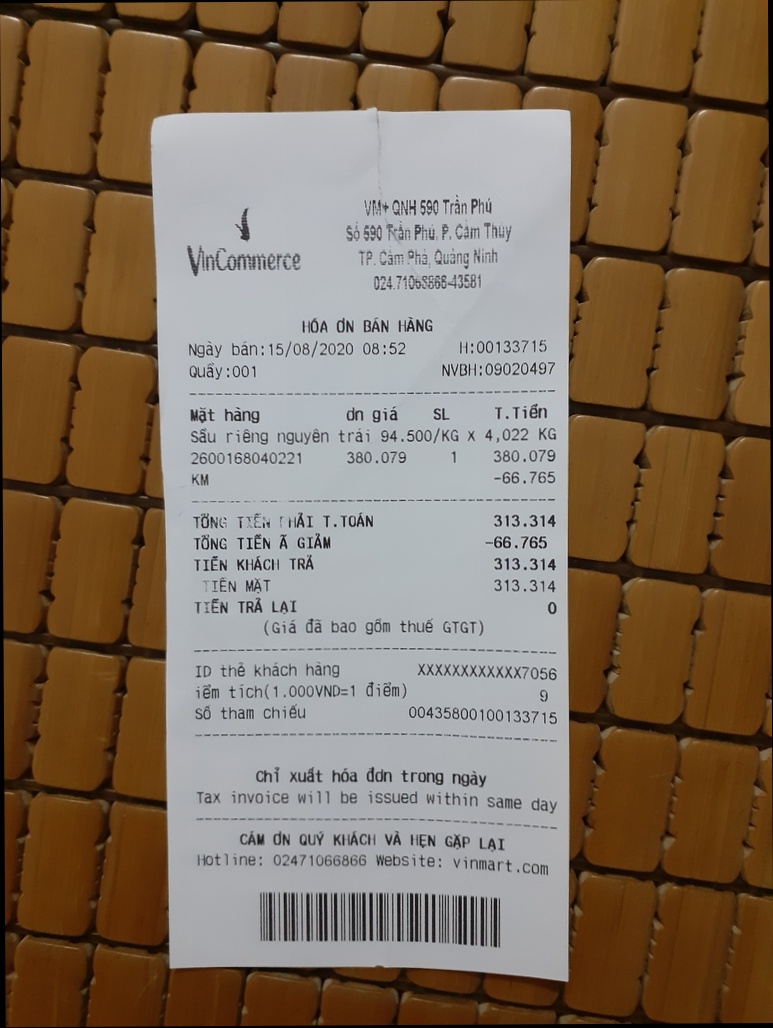 VinCommerce
VM+ QNH 590 Trần Phú
Số 590 Trần Phú, P. Cẩm Thủy
TP. Cẩm Phả, Quảng Ninh
024.71066866-43581
HÓA ƠN BÁN HÀNG
Ngày bán:15/08/2020 08:52 H:00133715
Quầy:001 NVBH:09020497
Mặt hàng ơn giá SL T.Tiền
Sầu riêng nguyên trái 94.500/KG x 4,022 KG
2600168040221 380.079 1 380.079
KM -66.765
TỔNG TIỀN PHẢI T.TOÁN 313.314
TỔNG TIỀN Ã GIẢM -66.765
TIỀN KHÁCH TRẢ 313.314
TIỀN MẶT 313.314
TIỀN TRẢ LẠI 0
(Giá đã bao gồm thuế GTGT)
ID thẻ khách hàng XXXXXXXXXXXX7056
iểm tích(1.000VND=1 điểm) 9
Số tham chiếu 00435800100133715
Chỉ xuất hóa đơn trong ngày
Tax invoice will be issued within same day
CẢM ƠN QUÝ KHÁCH VÀ HẸN GẶP LẠI
Hotline: 02471066866 Website: vinmart.com